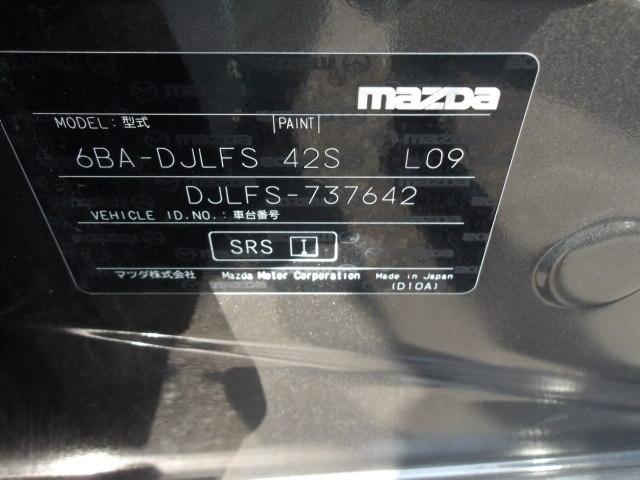 mazda
MODEL: 型式 |PAINT|
6BA-DJLFS 42S L09
DJLFS-737642
VEHICLE ID.NO.: 車台番号
SRS I
マツダ株式会社 Mazda Motor Corporation Made in Japan
(D10A)